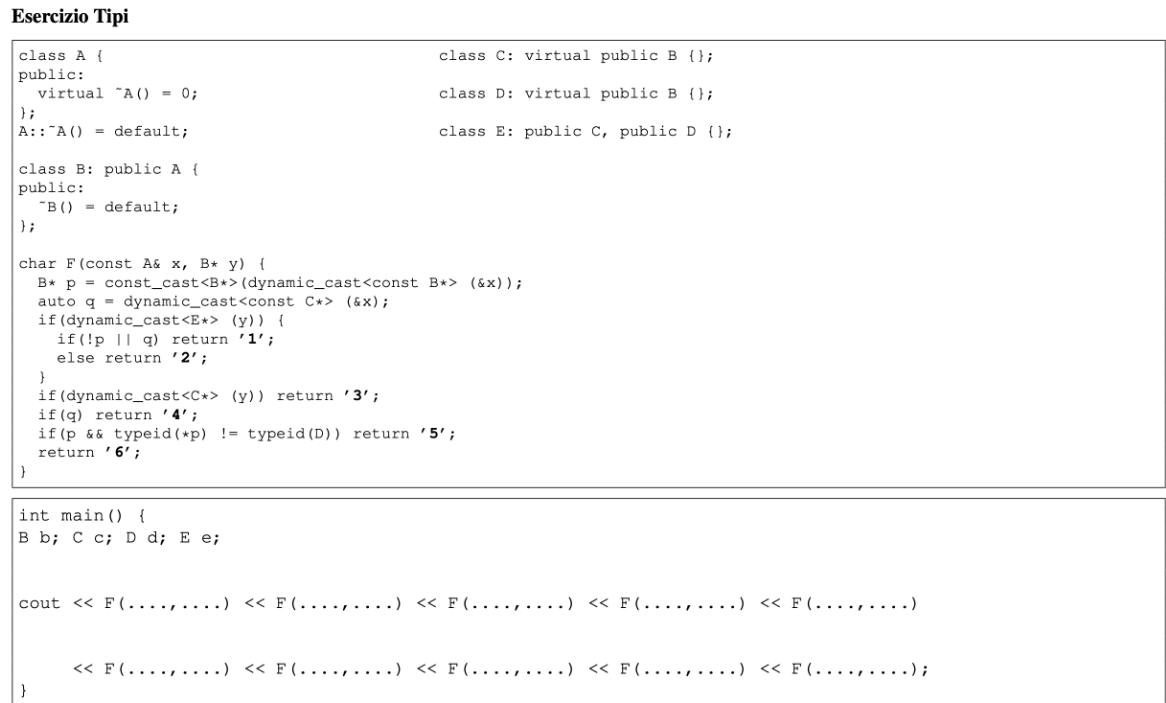 Esercizio Tipi
class A { class C: virtual public B {};
public:
virtual ~A() = 0; class D: virtual public B {};
};
A::~A() = default; class E: public C, public D {};
class B: public A {
public:
~B() = default;
};
char F(const A& x, B* y) {
B* p = const_cast<B*>(dynamic_cast<const B*> (&x));
auto q = dynamic_cast<const C*> (&x);
if(dynamic_cast<E*> (y)) {
if(!p || q) return '1';
else return '2';
}
if(dynamic_cast<C*> (y)) return '3';
if(q) return '4';
if(p && typeid(*p) != typeid(D)) return '5';
return '6';
}
int main() {
B b; C c; D d; E e;
cout << F(....,....) << F(....,....) << F(....,....) << F(....,....) << F(....,....)
<< F(....,....) << F(....,....) << F(....,....) << F(....,....) << F(....,....);
}